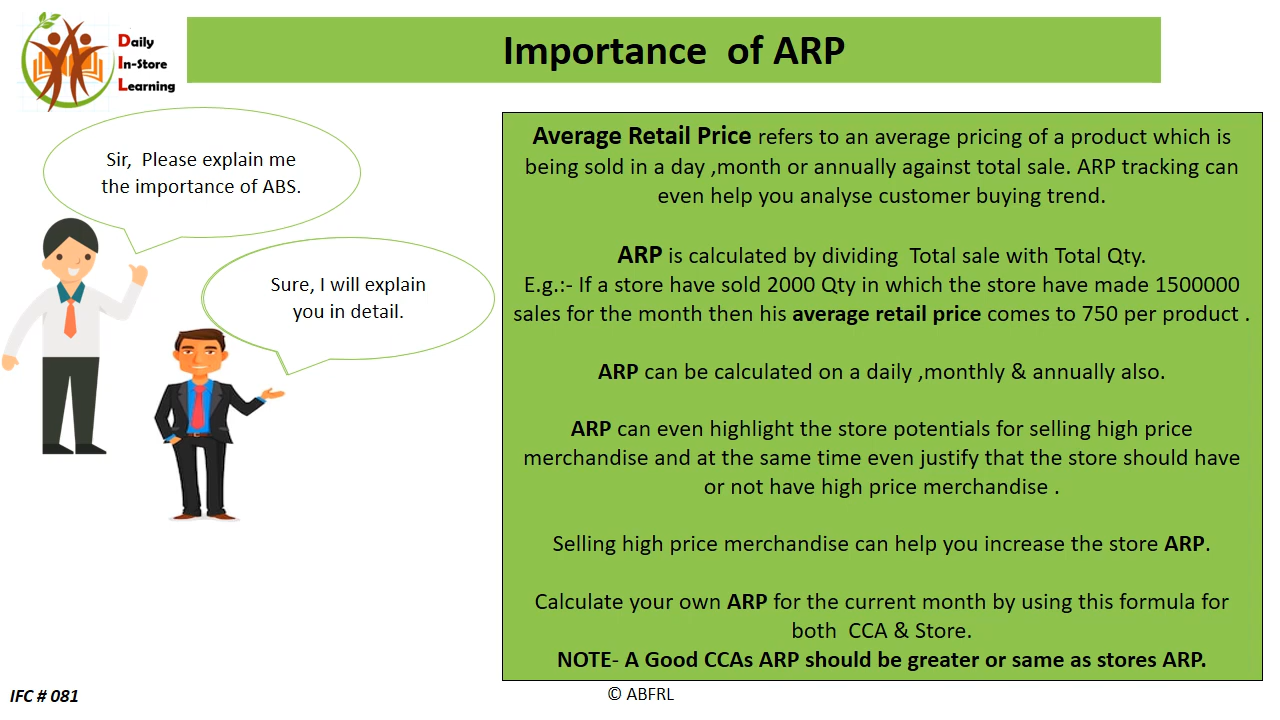 Daily
In-Store
Learning
Importance of ARP
Sir, Please explain me
the importance of ABS.
Sure, I will explain
you in detail.
Average Retail Price refers to an average pricing of a product which is
being sold in a day ,month or annually against total sale. ARP tracking can
even help you analyse customer buying trend.
ARP is calculated by dividing Total sale with Total Qty.
E.g.:- If a store have sold 2000 Qty in which the store have made 1500000
sales for the month then his average retail price comes to 750 per product .
ARP can be calculated on a daily ,monthly & annually also.
ARP can even highlight the store potentials for selling high price
merchandise and at the same time even justify that the store should have
or not have high price merchandise .
Selling high price merchandise can help you increase the store ARP.
Calculate your own ARP for the current month by using this formula for
both CCA & Store.
NOTE- A Good CCAs ARP should be greater or same as stores ARP.
IFC # 081
© ABFRL